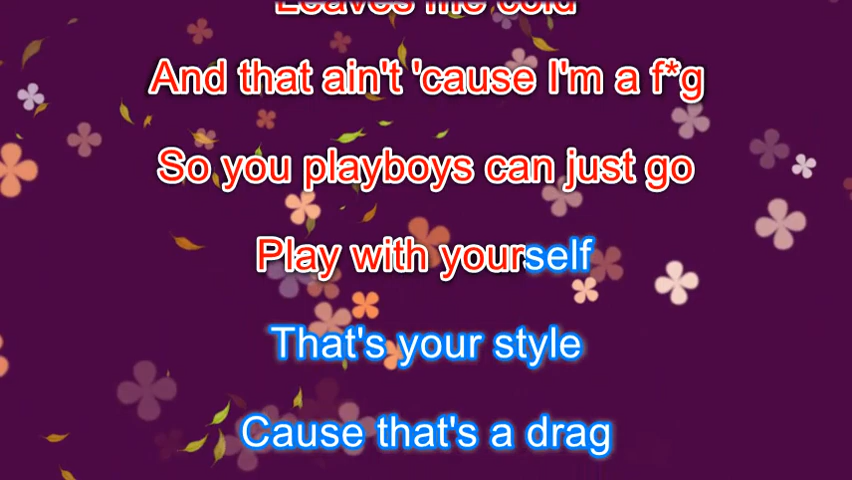 Leaves me cold
And that ain't 'cause I'm a f*g
So you playboys can just go
Play with yourself
That's your style
Cause that's a drag